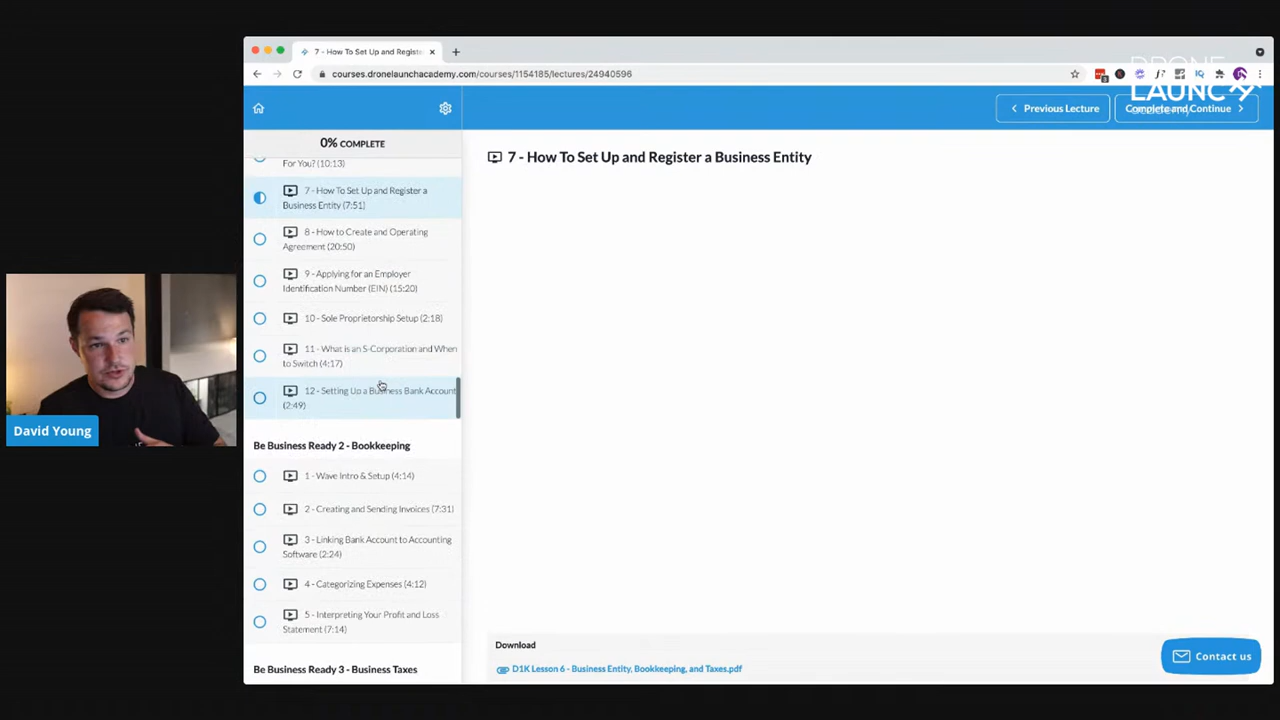 7 - How To Set Up and Registe
courses.dronelaunchacademy.com/courses/1154185/lectures/24940596
DRONE
LAUNCH
ACADEMY
Previous Lecture
Complete and Continue
0% COMPLETE
For You? (10:13)
7 - How To Set Up and Register a
Business Entity (7:51)
8 - How to Create and Operating
Agreement (20:50)
9 - Applying for an Employer
Identification Number (EIN) (15:20)
10 - Sole Proprietorship Setup (2:18)
11 - What is an S-Corporation and When
to Switch (4:17)
12 - Setting Up a Business Bank Account
(2:49)
Be Business Ready 2 - Bookkeeping
1 - Wave Intro & Setup (4:14)
2 - Creating and Sending Invoices (7:31)
3 - Linking Bank Account to Accounting
Software (2:24)
4 - Categorizing Expenses (4:12)
5 - Interpreting Your Profit and Loss
Statement (7:14)
Be Business Ready 3 - Business Taxes
7 - How To Set Up and Register a Business Entity
Download
D1K Lesson 6 - Business Entity, Bookkeeping, and Taxes.pdf
Contact us
David Young